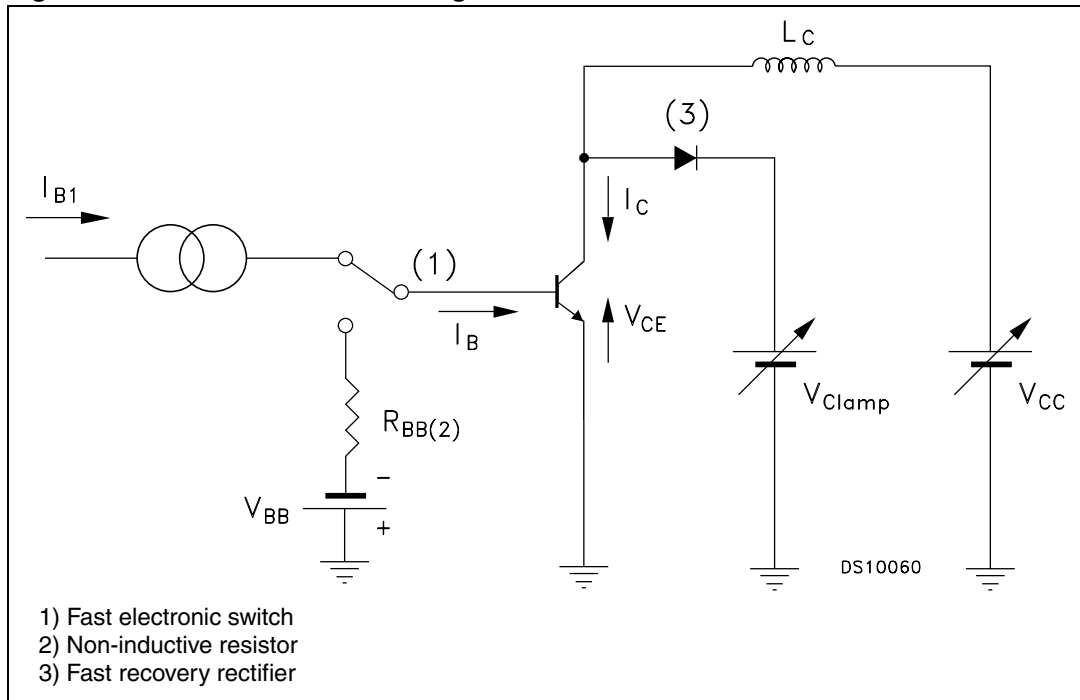 L C
(3)
I B1
I C
(1)
V CE
I B
V Clamp
V CC
R BB(2)
−
V BB
+
DS10060
1) Fast electronic switch
2) Non-inductive resistor
3) Fast recovery rectifier